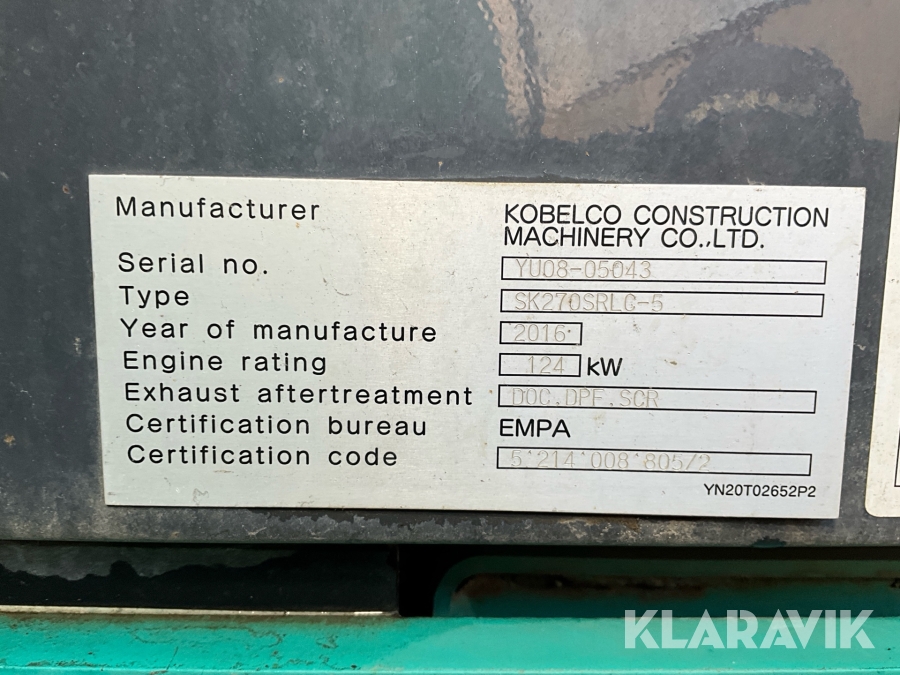 Manufacturer KOBELCO CONSTRUCTION
MACHINERY CO.,LTD.
Serial no. YU08-05043
Type SK270SRLC-5
Year of manufacture 2016
Engine rating 124 kW
Exhaust aftertreatment DOC.DPF.SCR
Certification bureau EMPA
Certification code 5'214'008'805/2
YN20T02652P2
KLARAVIK